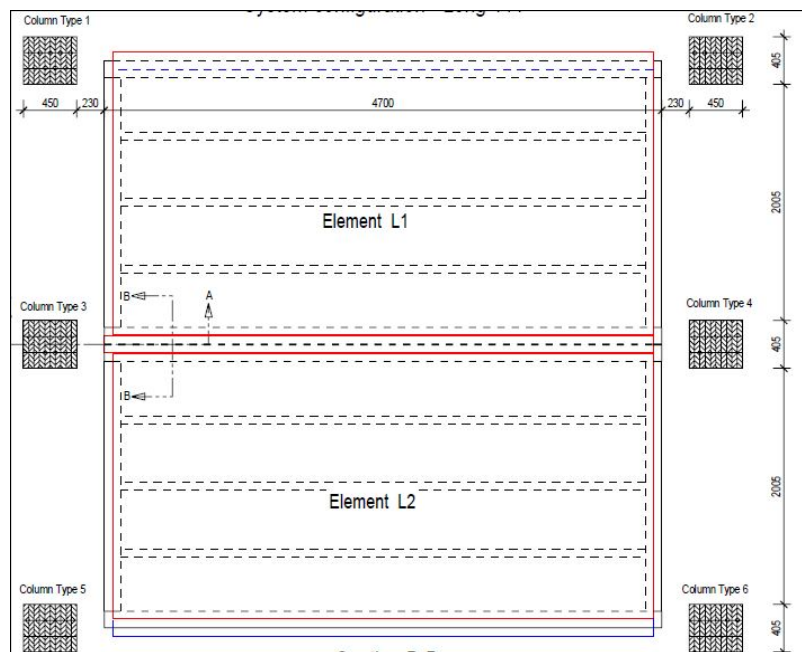 Column Type 1
Column Type 2
405
450
230
4700
230
450
2005
Element L1
B
A
Column Type 3
Column Type 4
405
B
2005
Element L2
Column Type 5
Column Type 6
405